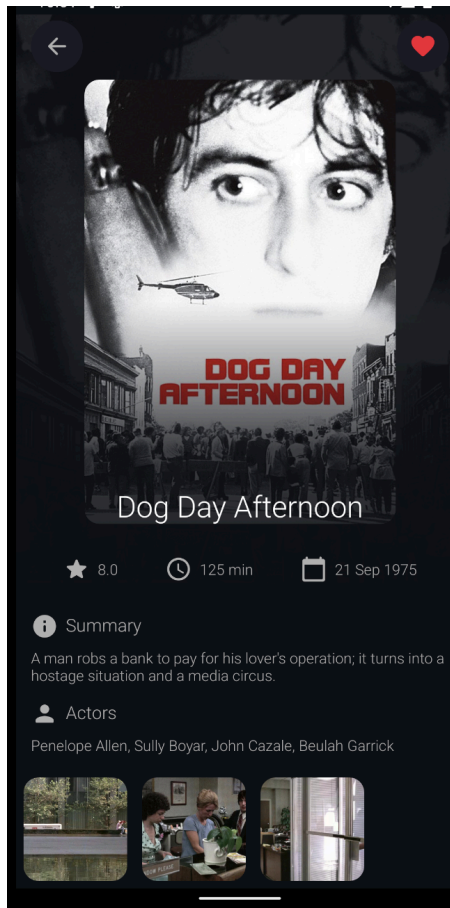 DOG DAY
AFTERNOON
Dog Day Afternoon
8.0
125 min
21 Sep 1975
Summary
A man robs a bank to pay for his lover's operation; it turns into a
hostage situation and a media circus.
Actors
Penelope Allen, Sully Boyar, John Cazale, Beulah Garrick